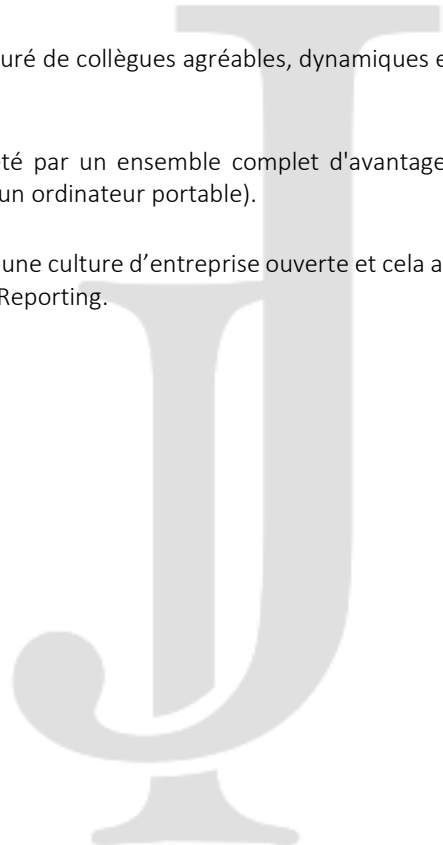 uré de collègues agréables, dynamiques e
été par un ensemble complet d'avantage
un ordinateur portable).
une culture d’entreprise ouverte et cela a
Reporting.